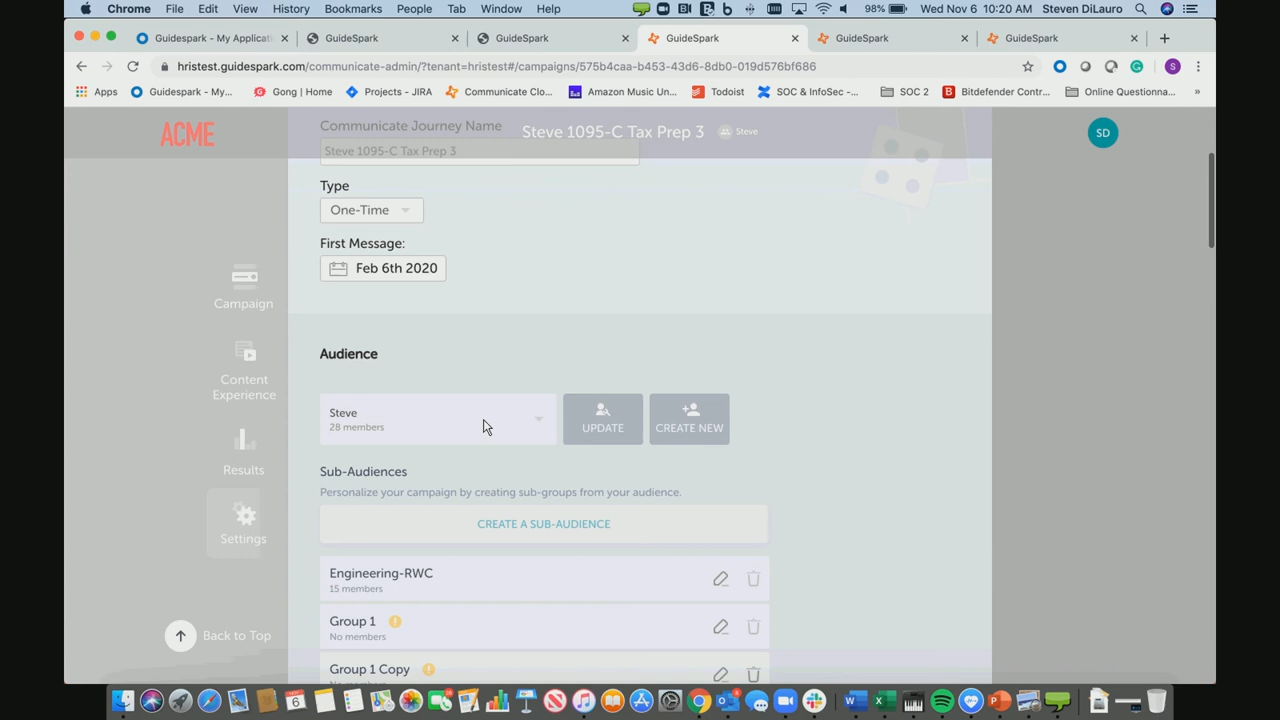 Chrome File Edit View History Bookmarks People Tab Window Help 98% Wed Nov 6 10:20 AM Steven DiLauro
Guidespark - My Applicati GuideSpark GuideSpark GuideSpark GuideSpark GuideSpark
hristest.guidespark.com/communicate-admin/?tenant=hristest#/campaigns/575b4caa-b453-43d6-8db0-019d576bf686
Apps Guidespark - My... Gong | Home Projects - JIRA Communicate Clo... Amazon Music Un... Todoist SOC & InfoSec -... SOC 2 Bitdefender Contr... Online Questionna... »
ACME
Communicate Journey Name
Steve 1095-C Tax Prep 3
Steve
SD
Steve 1095-C Tax Prep 3
Type
One-Time
First Message:
Feb 6th 2020
Campaign
Content
Experience
Results
Settings
Back to Top
Audience
Steve
28 members
UPDATE
CREATE NEW
Sub-Audiences
Personalize your campaign by creating sub-groups from your audience.
CREATE A SUB-AUDIENCE
Engineering-RWC
15 members
Group 1
No members
Group 1 Copy